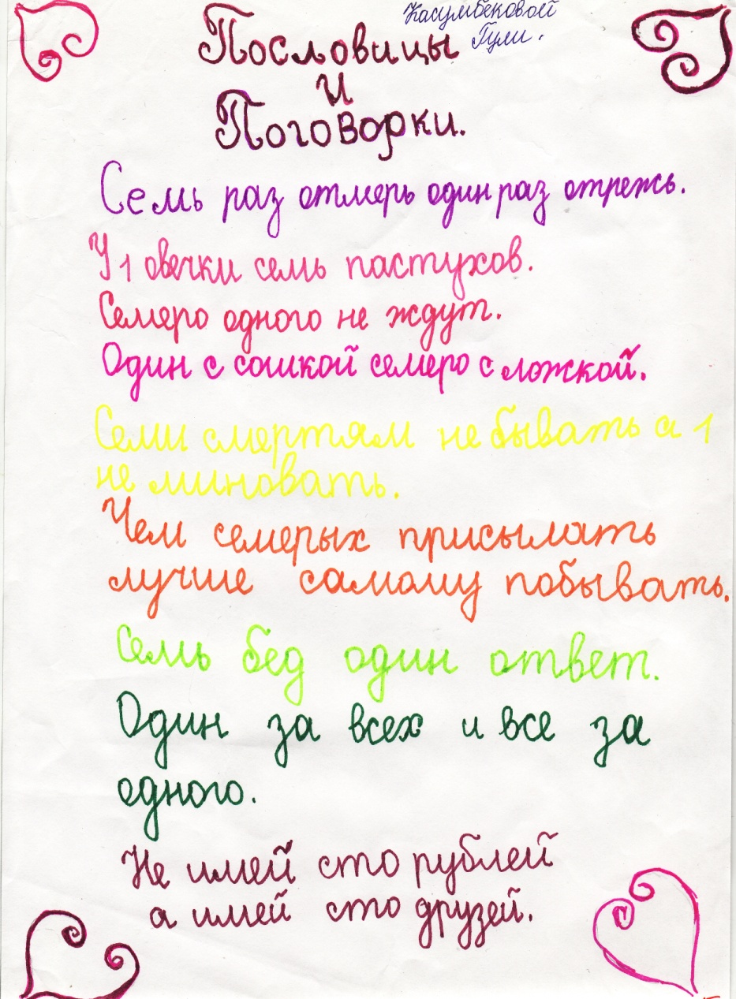 Касумбековой
Гули.
Пословицы
и
Поговорки.
Семь раз отмерь один раз отрежь.
У 1 овечки семь пастухов.
Семеро одного не ждут.
Один с сошкой семеро с ложкой.
Семи смертям не бывать а 1
не миновать.
Чем семерых присылать
лучше самому побывать.
Семь бед один ответ.
Один за всех и все за
одного.
Не имей сто рублей
а имей сто друзей.